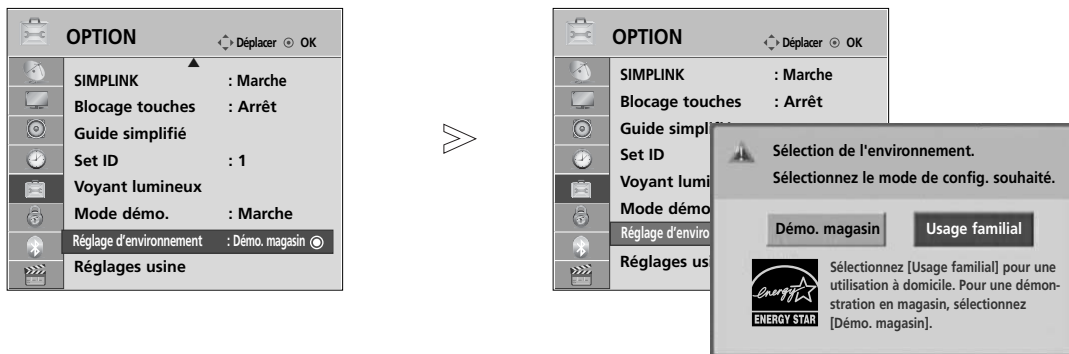 OPTION
Déplacer OK
SIMPLINK : Marche
Blocage touches : Arrêt
Guide simplifié
Set ID : 1
Voyant lumineux
Mode démo. : Marche
Réglage d'environnement : Démo. magasin
Réglages usine
OPTION
Déplacer OK
SIMPLINK : Marche
Blocage touches : Arrêt
Guide simpl
Set ID
Voyant lumi
Mode démo
Réglage d'enviro
Réglages us
Sélection de l'environnement.
Sélectionnez le mode de config. souhaité.
Démo. magasin Usage familial
energy
ENERGY STAR
Sélectionnez [Usage familial] pour une
utilisation à domicile. Pour une démon-
stration en magasin, sélectionnez
[Démo. magasin].